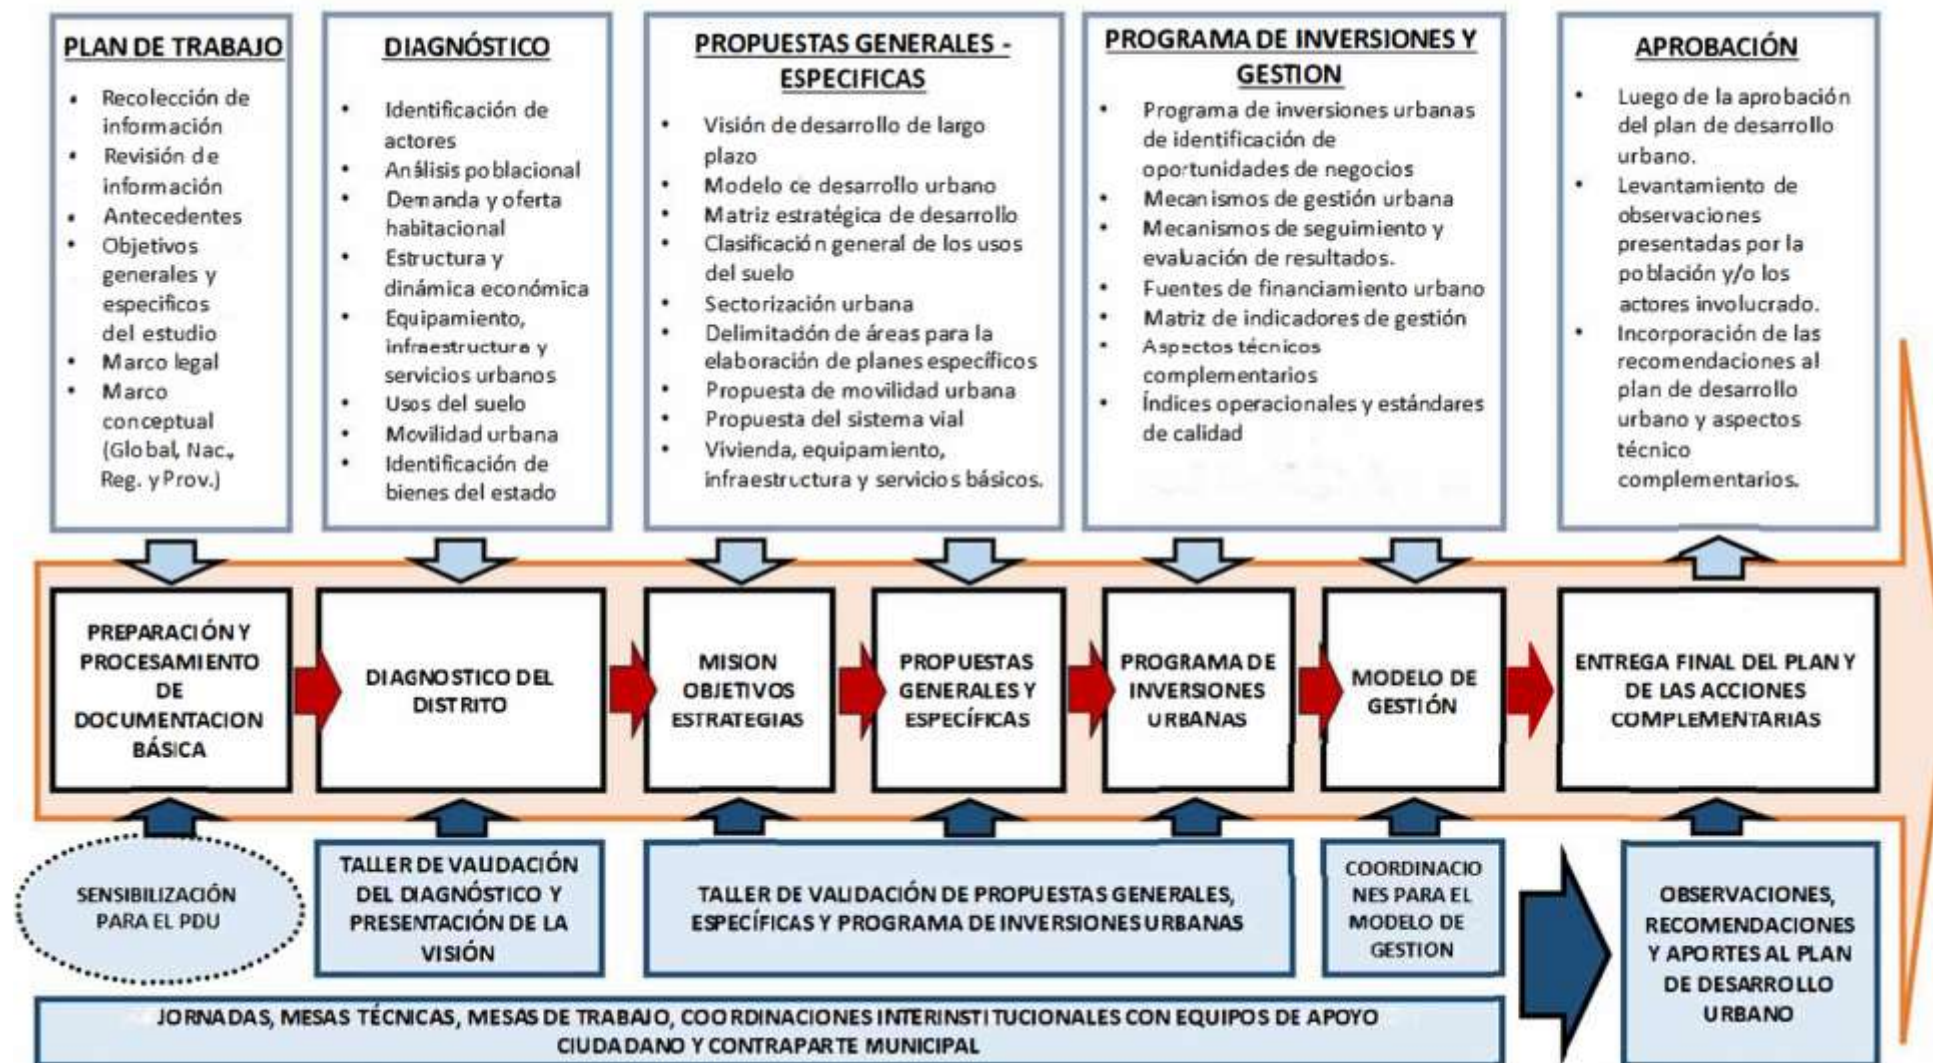 PLAN DE TRABAJO
• Recolección de
información
• Revisión de
información
• Antecedentes
• Objetivos
generales y
especificos
del estudio
• Marco legal
• Marco
conceptual
(Global, Nac.,
Reg. y Prov.)
DIAGNÓSTICO
• Identificación de
actores
• Análisis poblacional
• Demanda y oferta
habitacional
• Estructura y
dinámica económica
• Equipamiento,
infraestructura y
servicios urbanos
• Usos del suelo
• Movilidad urbana
• Identificación de
bienes del estado
PROPUESTAS GENERALES -
ESPECIFICAS
• Visión de desarrollo de largo
plazo
• Modelo de desarrollo urbano
• Matriz estratégica de desarrollo
• Clasificación general de los usos
del suelo
• Sectorización urbana
• Delimitación de áreas para la
elaboración de planes específicos
• Propuesta de movilidad urbana
• Propuesta del sistema vial
• Vivienda, equipamiento,
infraestructura y servicios básicos.
PROGRAMA DE INVERSIONES Y
GESTION
• Programa de inversiones urbanas
de identificación de
oportunidades de negocios
• Mecanismos de gestión urbana
• Mecanismos de seguimiento y
evaluación de resultados.
• Fuentes de financiamiento urbano
• Matriz de indicadores de gestión
• Aspectos técnicos
complementarios
• Índices operacionales y estándares
de calidad
APROBACIÓN
• Luego de la aprobación
del plan de desarrollo
urbano.
• Levantamiento de
observaciones
presentadas por la
población y/o los
actores involucrado.
• Incorporación de las
recomendaciones al
plan de desarrollo
urbano y aspectos
técnico
complementarios.
PREPARACIÓN Y
PROCESAMIENTO
DE
DOCUMENTACION
BÁSICA
DIAGNOSTICO DEL
DISTRITO
MISION
OBJETIVOS
ESTRATEGIAS
PROPUESTAS
GENERALES Y
ESPECÍFICAS
PROGRAMA DE
INVERSIONES
URBANAS
MODELO DE
GESTIÓN
ENTREGA FINAL DEL PLAN Y
DE LAS ACCIONES
COMPLEMENTARIAS
SENSIBILIZACIÓN
PARA EL PDU
TALLER DE VALIDACIÓN
DEL DIAGNÓSTICO Y
PRESENTACIÓN DE LA
VISIÓN
TALLER DE VALIDACIÓN DE PROPUESTAS GENERALES,
ESPECÍFICAS Y PROGRAMA DE INVERSIONES URBANAS
COORDINACIO
NES PARA EL
MODELO DE
GESTION
OBSERVACIONES,
RECOMENDACIONES
Y APORTES AL PLAN
DE DESARROLLO
URBANO
JORNADAS, MESAS TÉCNICAS, MESAS DE TRABAJO, COORDINACIONES INTERINSTITUCIONALES CON EQUIPOS DE APOYO
CIUDADANO Y CONTRAPARTE MUNICIPAL